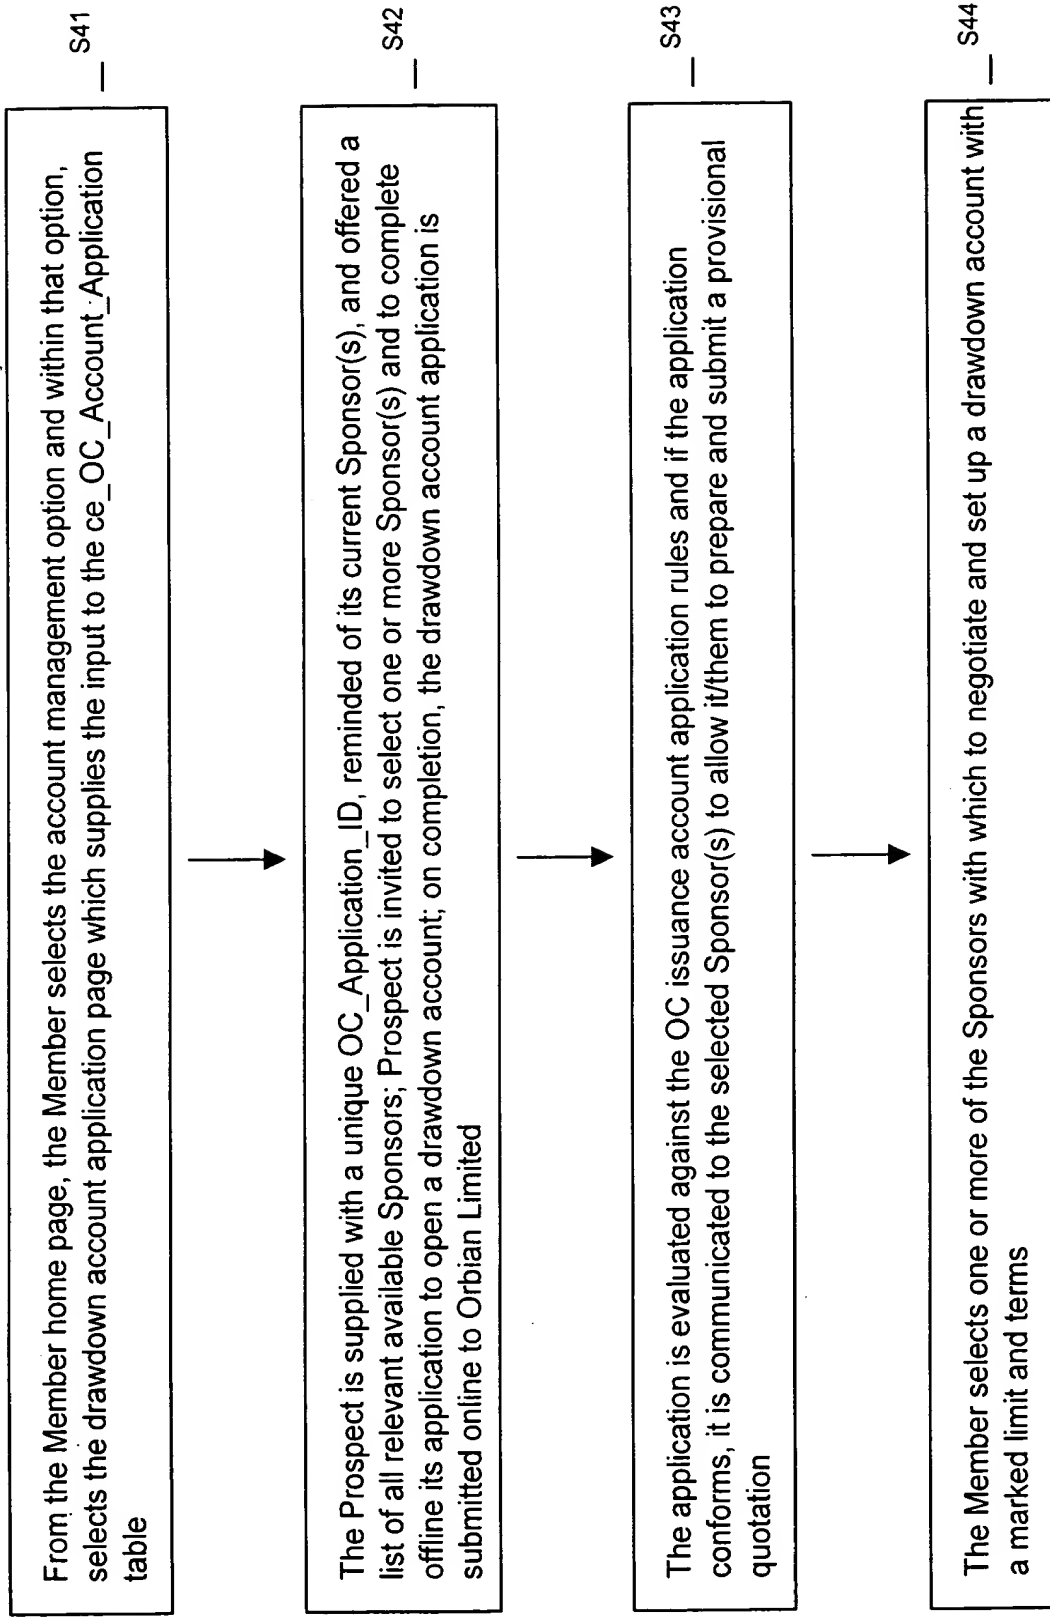 From the Member home page, the Member selects the account management option and within that option,
selects the drawdown account application page which supplies the input to the ce_OC_Account_Application
table
S41
The Prospect is supplied with a unique OC_Application_ID, reminded of its current Sponsor(s), and offered a
list of all relevant available Sponsors; Prospect is invited to select one or more Sponsor(s) and to complete
offline its application to open a drawdown account; on completion, the drawdown account application is
submitted online to Orbian Limited
S42
The application is evaluated against the OC issuance account application rules and if the application
conforms, it is communicated to the selected Sponsor(s) to allow it/them to prepare and submit a provisional
quotation
S43
The Member selects one or more of the Sponsors with which to negotiate and set up a drawdown account with
a marked limit and terms
S44